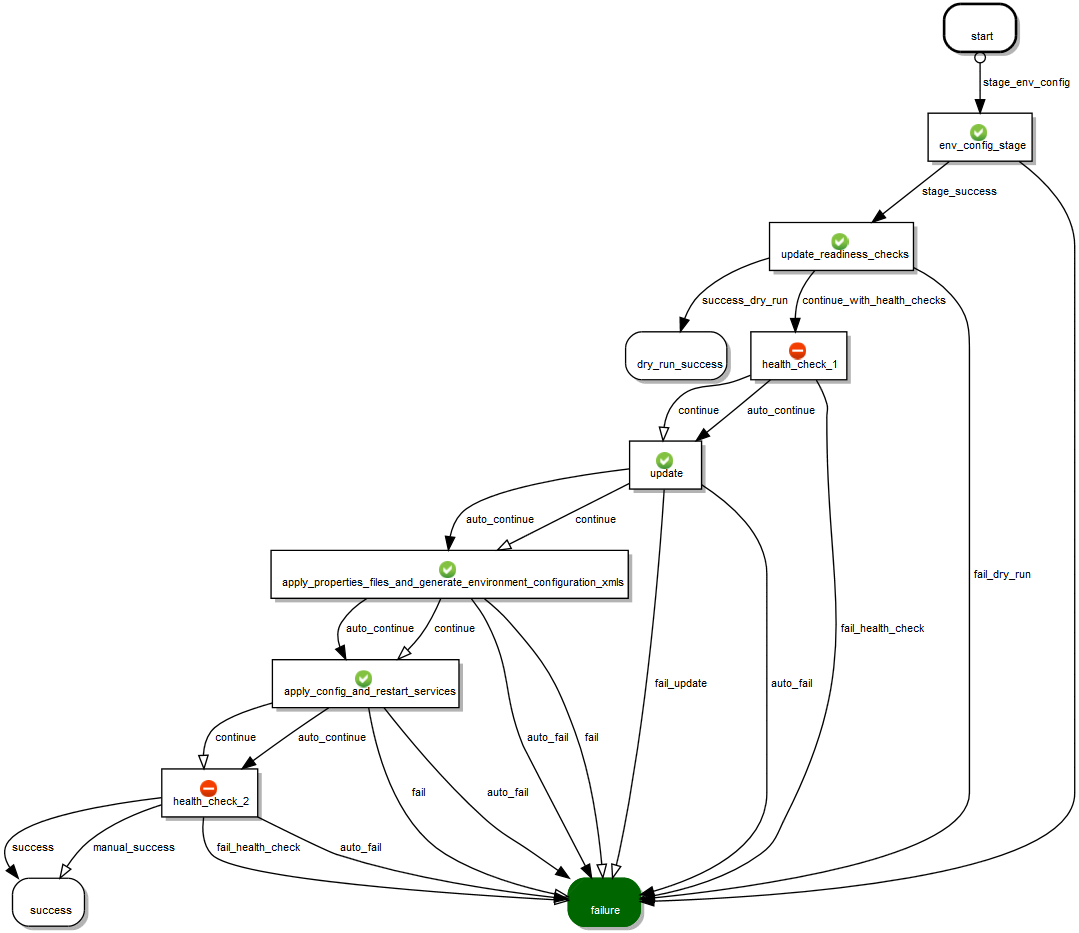 start
stage_env_config
env_config_stage
stage_success
update_readiness_checks
success_dry_run
continue_with_health_checks
dry_run_success
health_check_1
continue
auto_continue
update
auto_continue
continue
fail_dry_run
apply_properties_files_and_generate_environment_configuration_xmls
auto_continue
continue
fail_health_check
apply_config_and_restart_services
fail_update
auto_fail
continue
auto_continue
auto_fail
fail
health_check_2
fail
auto_fail
success
manual_success
fail_health_check
auto_fail
success
failure